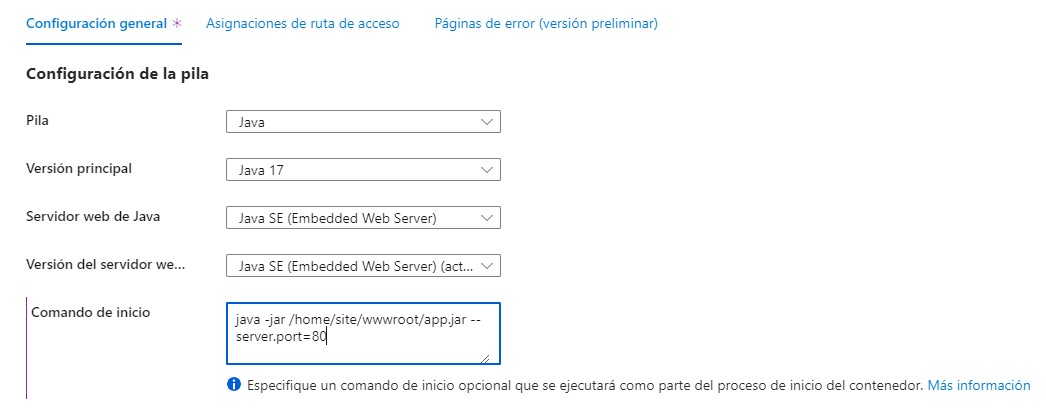 Configuración general *
Asignaciones de ruta de acceso
Páginas de error (versión preliminar)
Configuración de la pila
Pila
Java
Versión principal
Java 17
Servidor web de Java
Java SE (Embedded Web Server)
Versión del servidor we...
Java SE (Embedded Web Server) (act...
Comando de inicio
java -jar /home/site/wwwroot/app.jar --
server.port=80
Especifique un comando de inicio opcional que se ejecutará como parte del proceso de inicio del contenedor. Más información